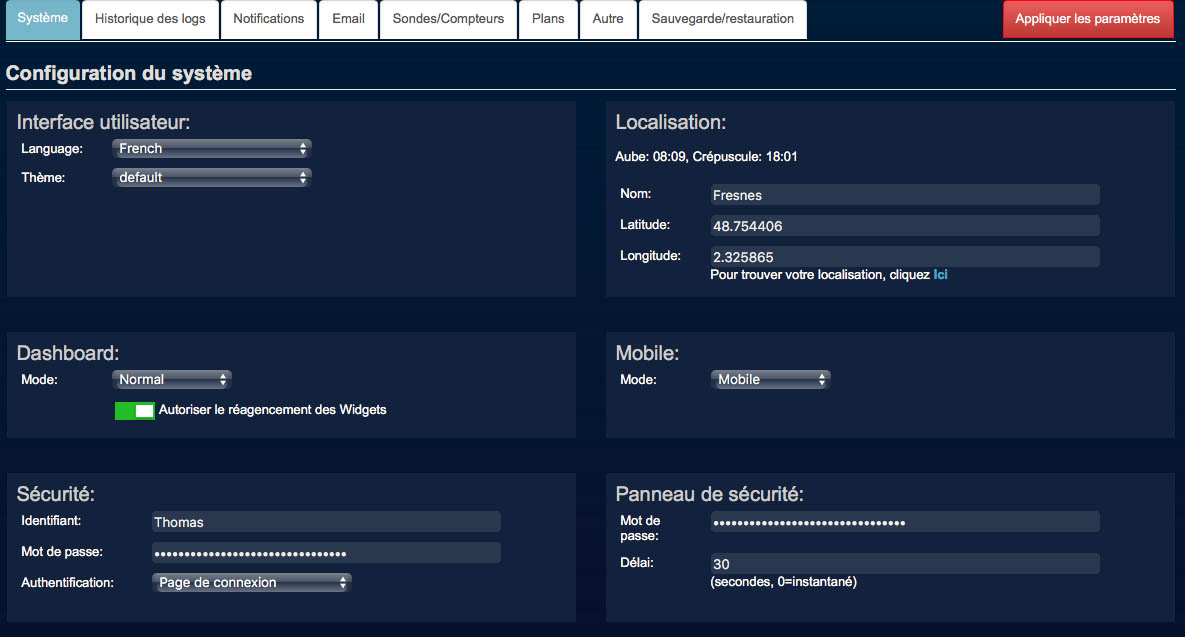 Système Historique des logs Notifications Email Sondes/Compteurs Plans Autre Sauvegarde/restauration Appliquer les paramètres
Configuration du système
Interface utilisateur:
Language: French
Thème: default
Localisation:
Aube: 08:09, Crépuscule: 18:01
Nom: Fresnes
Latitude: 48.754406
Longitude: 2.325865
Pour trouver votre localisation, cliquez Ici
Dashboard:
Mode: Normal
Autoriser le réagencement des Widgets
Mobile:
Mode: Mobile
Sécurité:
Identifiant: Thomas
Mot de passe: ••••••••••••••••••••••••••••••••
Authentification: Page de connexion
Panneau de sécurité:
Mot de
passe: ••••••••••••••••••••••••••••••••
Délai: 30
(secondes, 0=instantané)